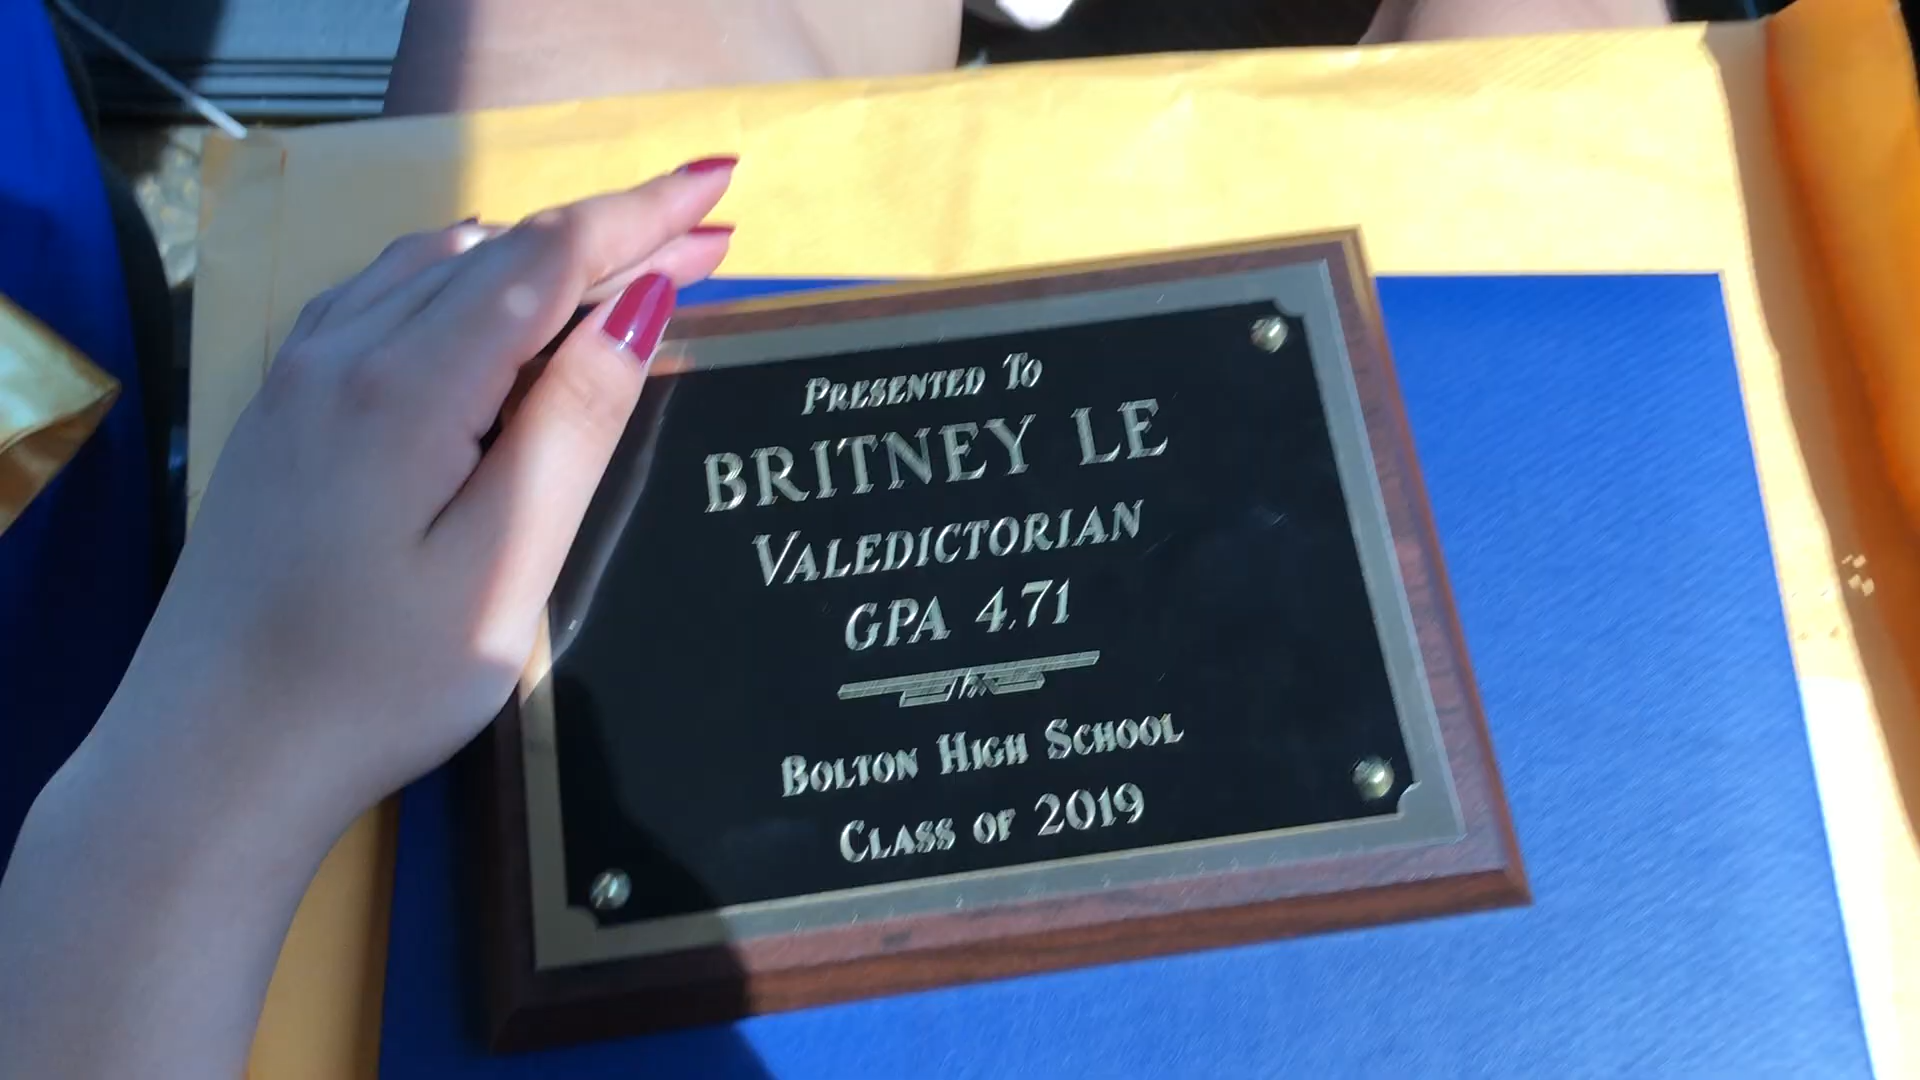 PRESENTED TO
BRITNEY LE
VALEDICTORIAN
GPA 4.71
BOLTON HIGH SCHOOL
CLASS OF 2019